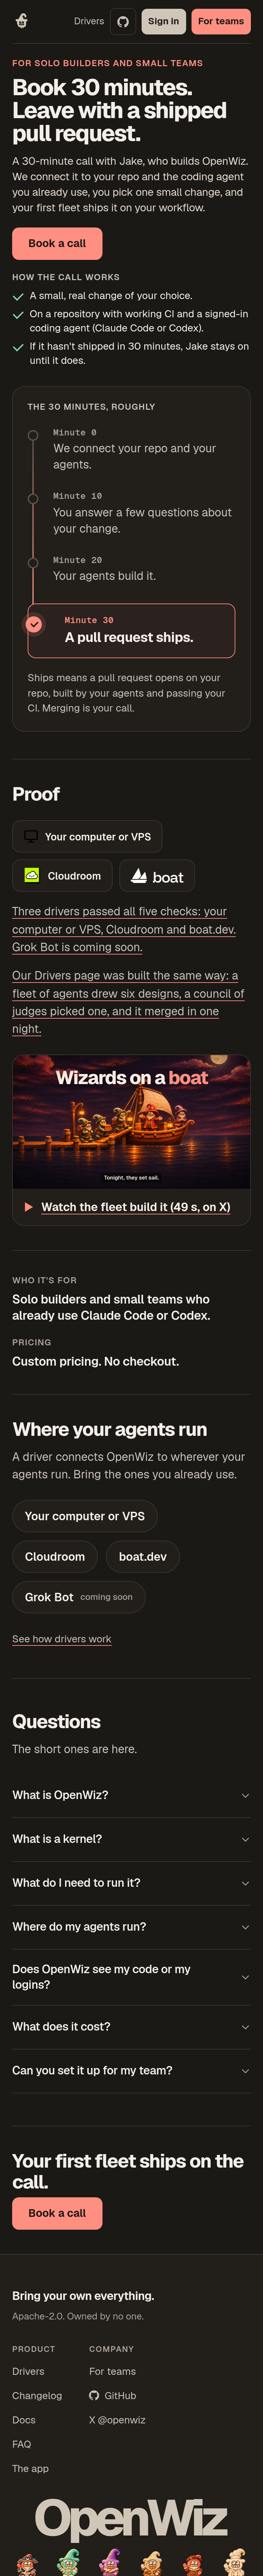 Drivers
Sign in
For teams
FOR SOLO BUILDERS AND SMALL TEAMS
Book 30 minutes.
Leave with a shipped
pull request.
A 30-minute call with Jake, who builds OpenWiz.
We connect it to your repo and the coding agent
you already use, you pick one small change, and
your first fleet ships it on your workflow.
Book a call
HOW THE CALL WORKS
A small, real change of your choice.
On a repository with working CI and a signed-in
coding agent (Claude Code or Codex).
If it hasn't shipped in 30 minutes, Jake stays on
until it does.
THE 30 MINUTES, ROUGHLY
Minute 0
We connect your repo and your
agents.
Minute 10
You answer a few questions about
your change.
Minute 20
Your agents build it.
Minute 30
A pull request ships.
Ships means a pull request opens on your
repo, built by your agents and passing your
CI. Merging is your call.
Proof
Your computer or VPS
Cloudroom
boat
Three drivers passed all five checks: your
computer or VPS, Cloudroom and boat.dev.
Grok Bot is coming soon.
Our Drivers page was built the same way: a
fleet of agents drew six designs, a council of
judges picked one, and it merged in one
night.
Wizards on a boat
Tonight, they set sail.
Watch the fleet build it (49 s, on X)
WHO IT'S FOR
Solo builders and small teams who
already use Claude Code or Codex.
PRICING
Custom pricing. No checkout.
Where your agents run
A driver connects OpenWiz to wherever your
agents run. Bring the ones you already use.
Your computer or VPS
Cloudroom
boat.dev
Grok Bot coming soon
See how drivers work
Questions
The short ones are here.
What is OpenWiz?
What is a kernel?
What do I need to run it?
Where do my agents run?
Does OpenWiz see my code or my
logins?
What does it cost?
Can you set it up for my team?
Your first fleet ships on the
call.
Book a call
Bring your own everything.
Apache-2.0. Owned by no one.
PRODUCT
Drivers
Changelog
Docs
FAQ
The app
COMPANY
For teams
GitHub
X @openwiz
OpenWiz